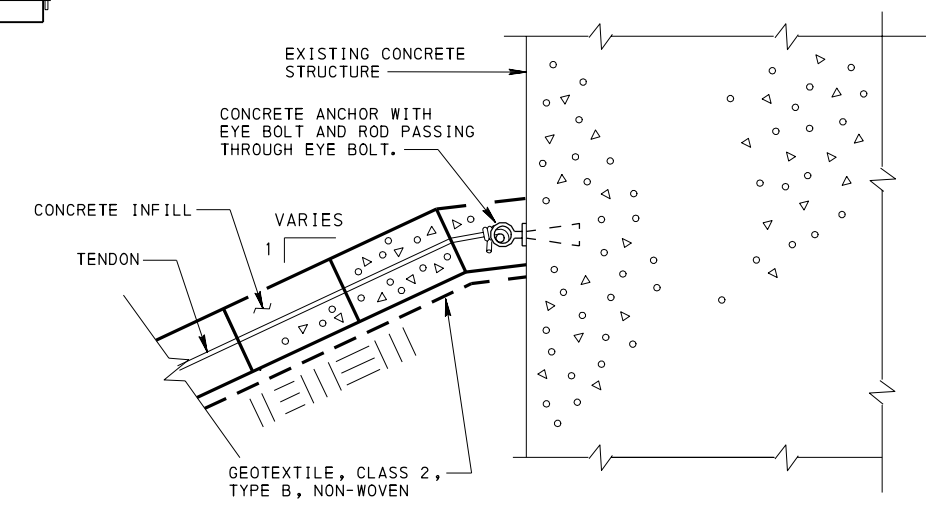 EXISTING CONCRETE
STRUCTURE
CONCRETE ANCHOR WITH
EYE BOLT AND ROD PASSING
THROUGH EYE BOLT.
CONCRETE INFILL
VARIES
1
TENDON
GEOTEXTILE, CLASS 2,
TYPE B, NON-WOVEN